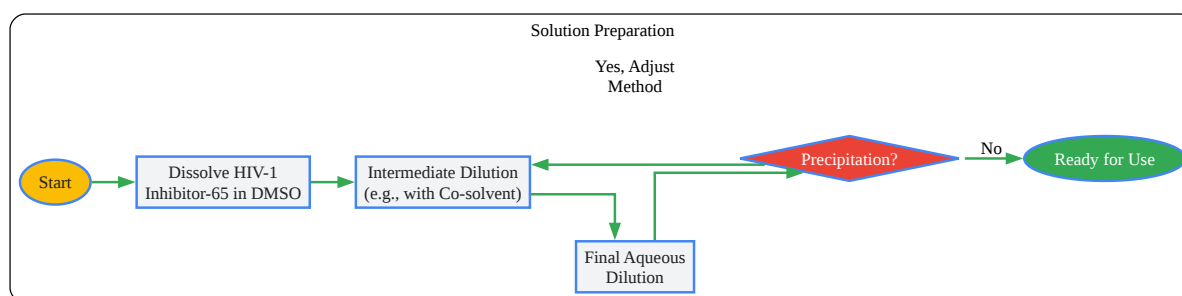 Solution Preparation
Yes, Adjust
Method
Start
Dissolve HIV-1
Inhibitor-65 in DMSO
Intermediate Dilution
(e.g., with Co-solvent)
Final Aqueous
Dilution
Precipitation?
No
Ready for Use